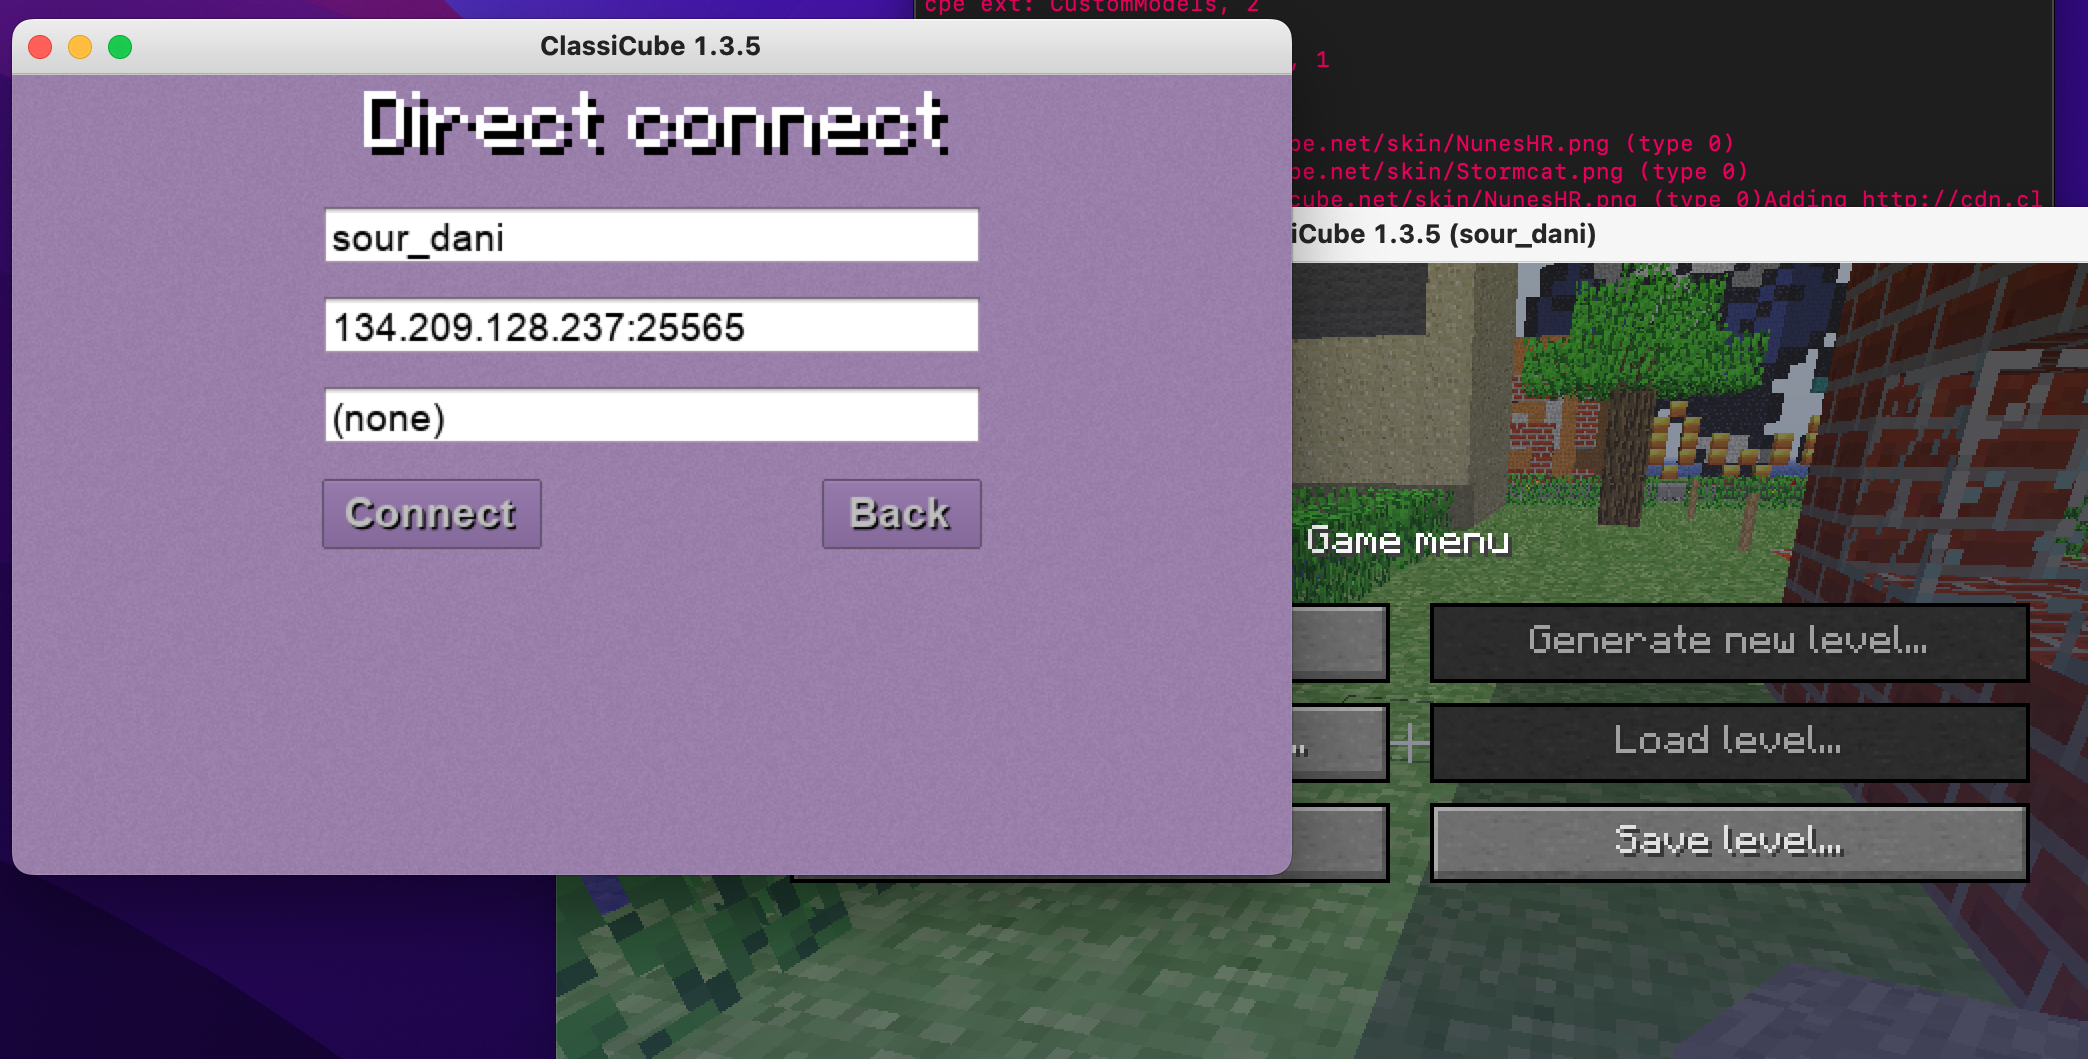 cpe ext: CustomModels, 2
ClassiCube 1.3.5
, 1
Direct connect
be.net/skin/NunesHR.png (type 0)
be.net/skin/Stormcat.png (type 0)
cube.net/skin/NunesHR.png (type 0)Adding http://cdn.cl
sour_dani
iCube 1.3.5 (sour_dani)
134.209.128.237:25565
(none)
Connect
Back
Game menu
Generate new level...
Load level...
Save level...